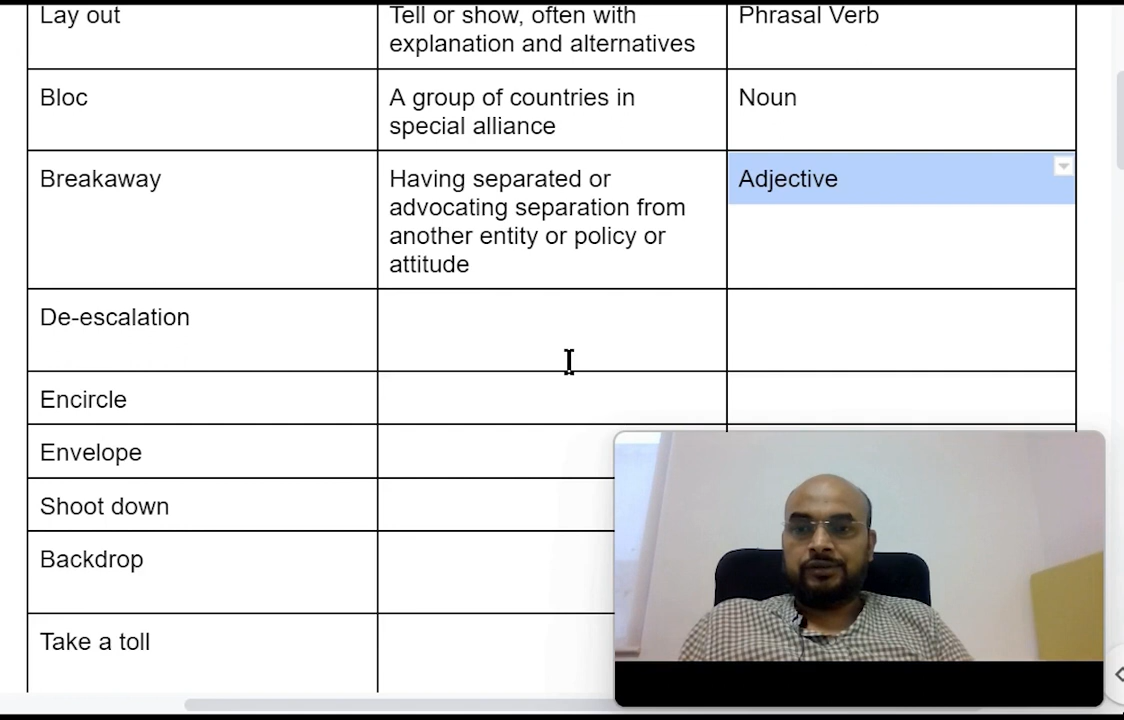 Lay out
Tell or show, often with
explanation and alternatives
Phrasal Verb
Bloc
A group of countries in
special alliance
Noun
Breakaway
Having separated or
advocating separation from
another entity or policy or
attitude
Adjective
De-escalation
Encircle
Envelope
Shoot down
Backdrop
Take a toll